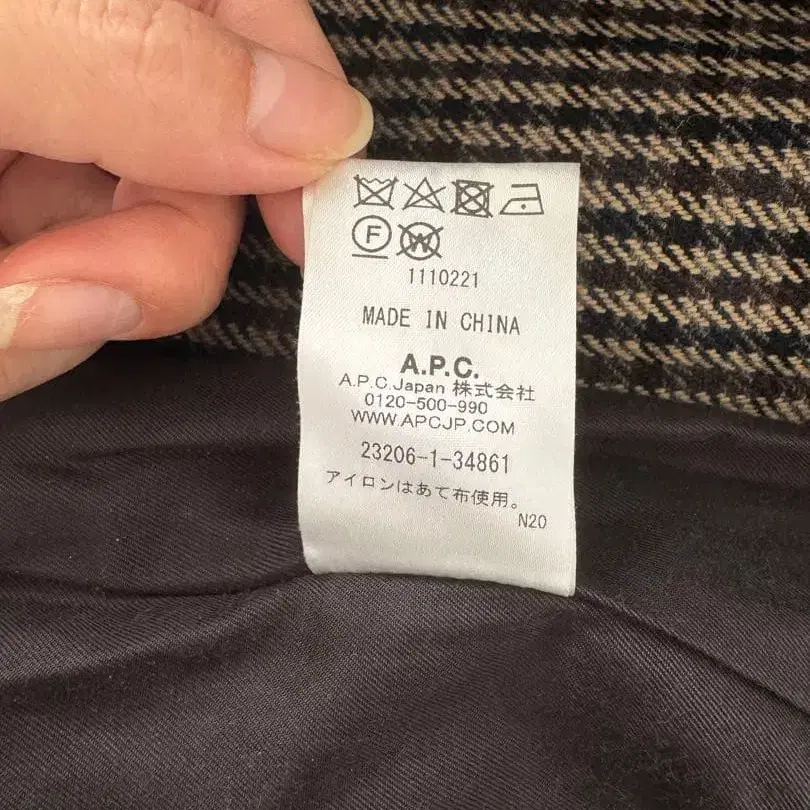 F W
1110221
MADE IN CHINA
A.P.C.
A.P.C.Japan 株式会社
0120-500-990
WWW.APCJP.COM
23206-1-34861
アイロンはあて布使用。
N20